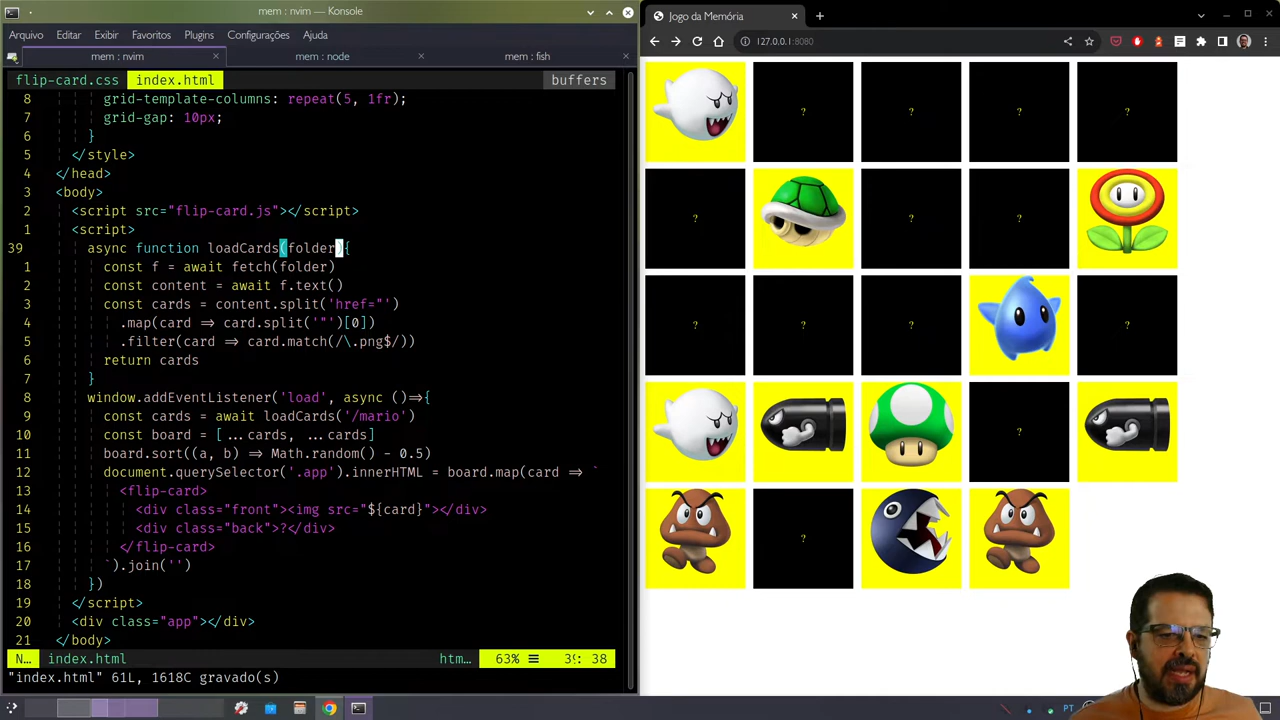 mem : nvim — Konsole
Arquivo Editar Exibir Favoritos Plugins Configurações Ajuda
mem : nvim
mem : node
mem : fish
flip-card.css index.html buffers
8 grid-template-columns: repeat(5, 1fr);
7 grid-gap: 10px;
6 }
5 </style>
4 </head>
3 <body>
2 <script src="flip-card.js"></script>
1 <script>
39 async function loadCards(folder){
1 const f = await fetch(folder)
2 const content = await f.text()
3 const cards = content.split('href="')
4 .map(card => card.split('"')[0])
5 .filter(card => card.match(/\.png$/))
6 return cards
7 }
8 window.addEventListener('load', async ()=>{
9 const cards = await loadCards('/mario')
10 const board = [...cards, ...cards]
11 board.sort((a, b) => Math.random() - 0.5)
12 document.querySelector('.app').innerHTML = board.map(card => `
13 <flip-card>
14 <div class="front"><img src="${card}"></div>
15 <div class="back">?</div>
16 </flip-card>
17 `).join('')
18 })
19 </script>
20 <div class="app"></div>
21 </body>
N… index.html htm… 63% 39: 38
"index.html" 61L, 1618C gravado(s)
Jogo da Memória
127.0.0.1:8080
? ? ? ?
? ? ?
? ? ? ?
?
?
PT